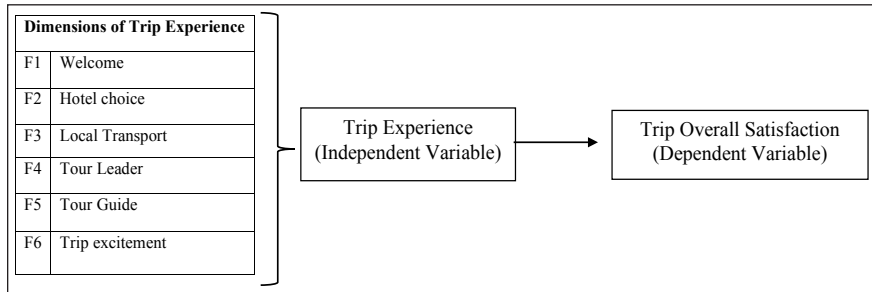 Dimensions of Trip Experience
F1 Welcome
F2 Hotel choice
F3 Local Transport
F4 Tour Leader
F5 Tour Guide
F6 Trip excitement
Trip Experience
(Independent Variable)
Trip Overall Satisfaction
(Dependent Variable)